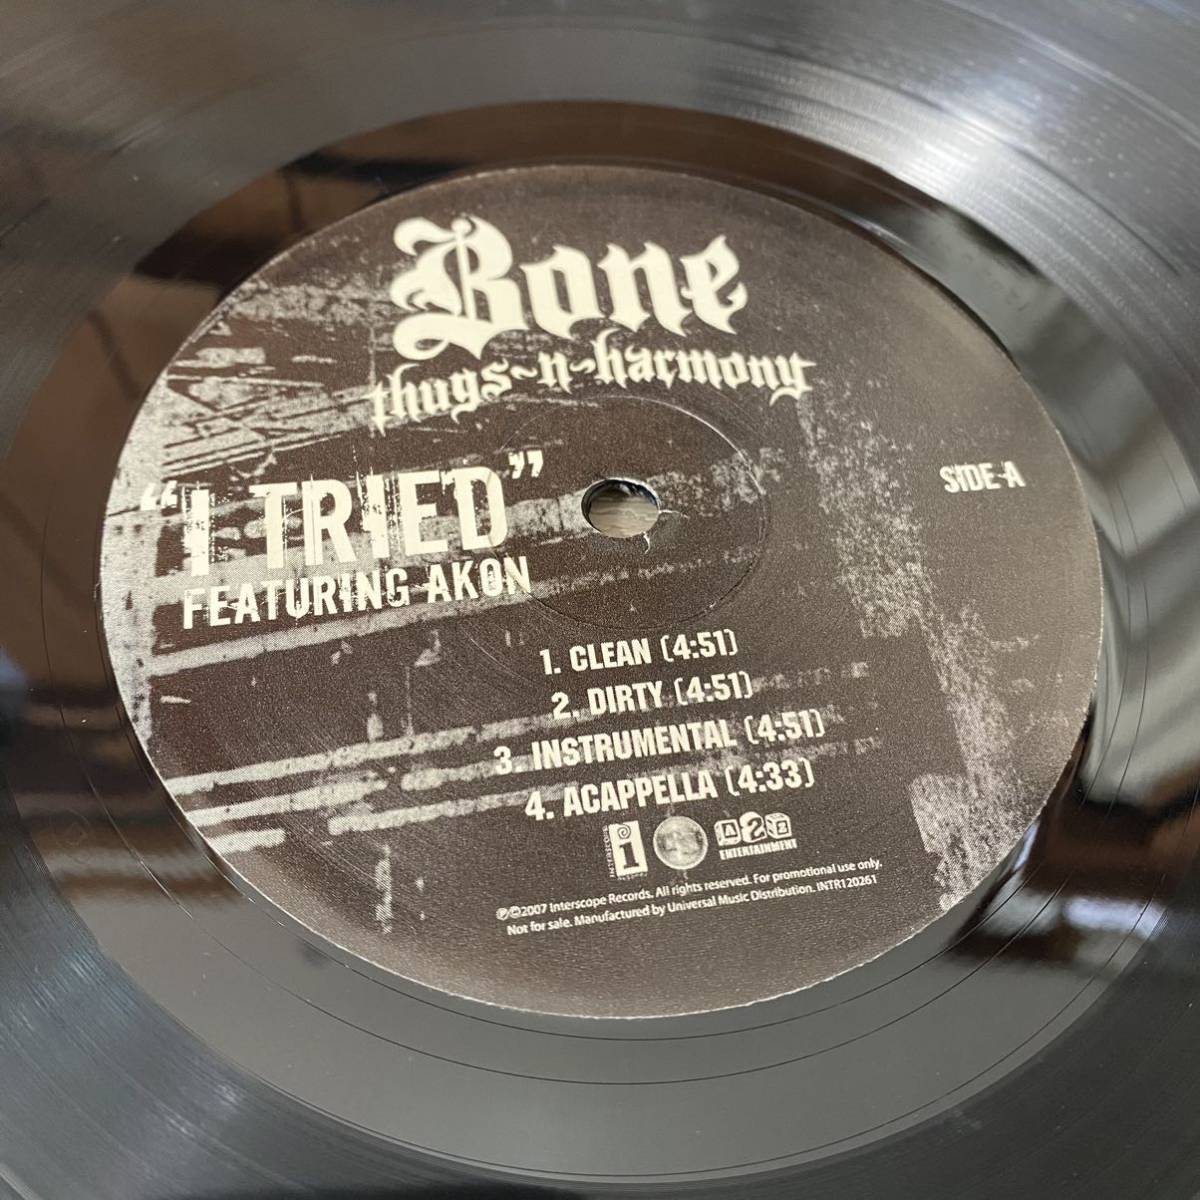 Bone
thugs~n~harmony
"I TRIED"
FEATURING AKON
SIDE A
1. CLEAN (4:51)
2. DIRTY (4:51)
3. INSTRUMENTAL (4:51)
4. ACAPPELLA (4:33)
i
INTERSCOPE
A2Z
ENTERTAINMENT
℗©2007 Interscope Records. All rights reserved. For promotional use only.
Not for sale. Manufactured by Universal Music Distribution. INTR120261